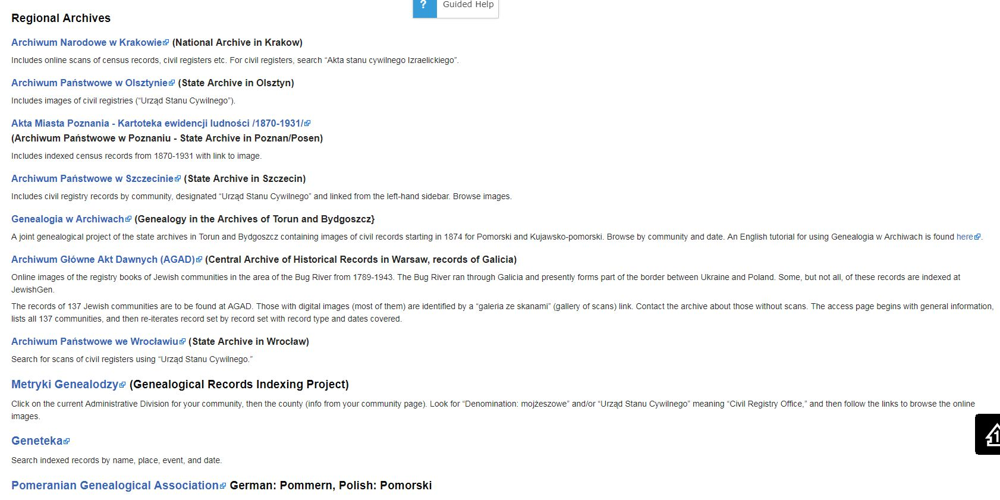 ? Guided Help
Regional Archives
Archiwum Narodowe w Krakowie (National Archive in Krakow)
Includes online scans of census records, civil registers etc. For civil registers, search “Akta stanu cywilnego Izraelickiego”.
Archiwum Państwowe w Olsztynie (State Archive in Olsztyn)
Includes images of civil registries (“Urząd Stanu Cywilnego”).
Akta Miasta Poznania - Kartoteka ewidencji ludności /1870-1931/
(Archiwum Państwowe w Poznaniu - State Archive in Poznan/Posen)
Includes indexed census records from 1870-1931 with link to image.
Archiwum Państwowe w Szczecinie (State Archive in Szczecin)
Includes civil registry records by community, designated “Urząd Stanu Cywilnego” and linked from the left-hand sidebar. Browse images.
Genealogia w Archiwach (Genealogy in the Archives of Torun and Bydgoszcz}
A joint genealogical project of the state archives in Torun and Bydgoszcz containing images of civil records starting in 1874 for Pomorski and Kujawsko-pomorski. Browse by community and date. An English tutorial for using Genealogia w Archiwach is found here.
Archiwum Główne Akt Dawnych (AGAD) (Central Archive of Historical Records in Warsaw, records of Galicia)
Online images of the registry books of Jewish communities in the area of the Bug River from 1789-1943. The Bug River ran through Galicia and presently forms part of the border between Ukraine and Poland. Some, but not all, of these records are indexed at
JewishGen.
The records of 137 Jewish communities are to be found at AGAD. Those with digital images (most of them) are identified by a “galeria ze skanami” (gallery of scans) link. Contact the archive about those without scans. The access page begins with general information,
lists all 137 communities, and then re-iterates record set by record set with record type and dates covered.
Archiwum Państwowe we Wrocławiu (State Archive in Wrocław)
Search for scans of civil registers using “Urząd Stanu Cywilnego.”
Metryki Genealodzy (Genealogical Records Indexing Project)
Click on the current Administrative Division for your community, then the county (info from your community page). Look for “Denomination: mojżeszowe” and/or “Urząd Stanu Cywilnego” meaning “Civil Registry Office,” and then follow the links to browse the online
images.
1
Geneteka
Search indexed records by name, place, event, and date.
Pomeranian Genealogical Association German: Pommern, Polish: Pomorski